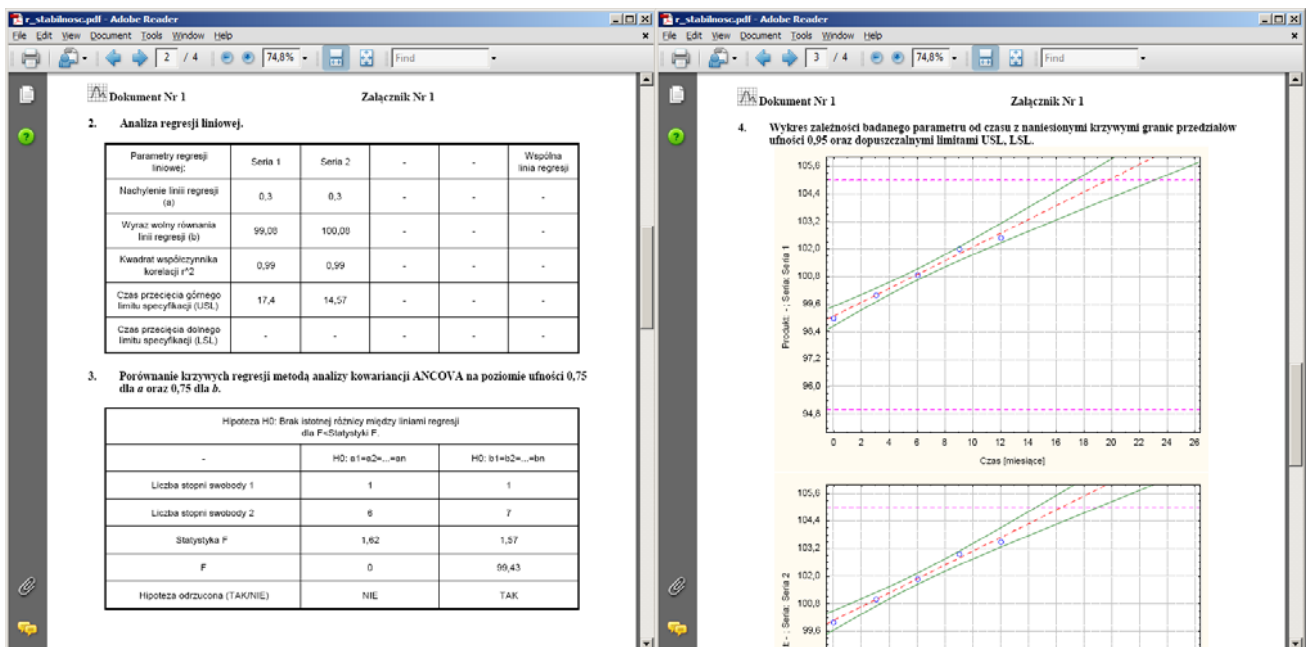 r_stabilnosc.pdf - Adobe Reader
File Edit View Document Tools Window Help
2 / 4 74,8% Find
Dokument Nr 1 Załącznik Nr 1
2. Analiza regresji liniowej.
Parametry regresji liniowej: Seria 1 Seria 2 - - Wspólna linia regresji
Nachylenie linii regresji (a) 0,3 0,3 - - -
Wyraz wolny równania linii regresji (b) 99,08 100,08 - - -
Kwadrat współczynnika korelacji r^2 0,99 0,99 - - -
Czas przecięcia górnego limitu specyfikacji (USL) 17,4 14,57 - - -
Czas przecięcia dolnego limitu specyfikacji (LSL) - - - - -
3. Porównanie krzywych regresji metodą analizy kowariancji ANCOVA na poziomie ufności 0,75
dla a oraz 0,75 dla b.
Hipoteza H0: Brak istotnej różnicy między liniami regresji
dla F<Statystyki F.
- H0: a1=a2=...=an H0: b1=b2=...=bn
Liczba stopni swobody 1 1 1
Liczba stopni swobody 2 6 7
Statystyka F 1,62 1,57
F 0 99,43
Hipoteza odrzucona (TAK/NIE) NIE TAK
r_stabilnosc.pdf - Adobe Reader
File Edit View Document Tools Window Help
3 / 4 74,8% Find
Dokument Nr 1 Załącznik Nr 1
4. Wykres zależności badanego parametru od czasu z naniesionymi krzywymi granic przedziałów
ufności 0,95 oraz dopuszczalnymi limitami USL, LSL.
Produkt: - ; Seria: Seria 1
105,6
104,4
103,2
102,0
100,8
99,6
98,4
97,2
96,0
94,8
0 2 4 6 8 10 12 14 16 18 20 22 24 26
Czas [miesiące]
t: - ; Seria: Seria 2
105,6
104,4
103,2
102,0
100,8
99,6